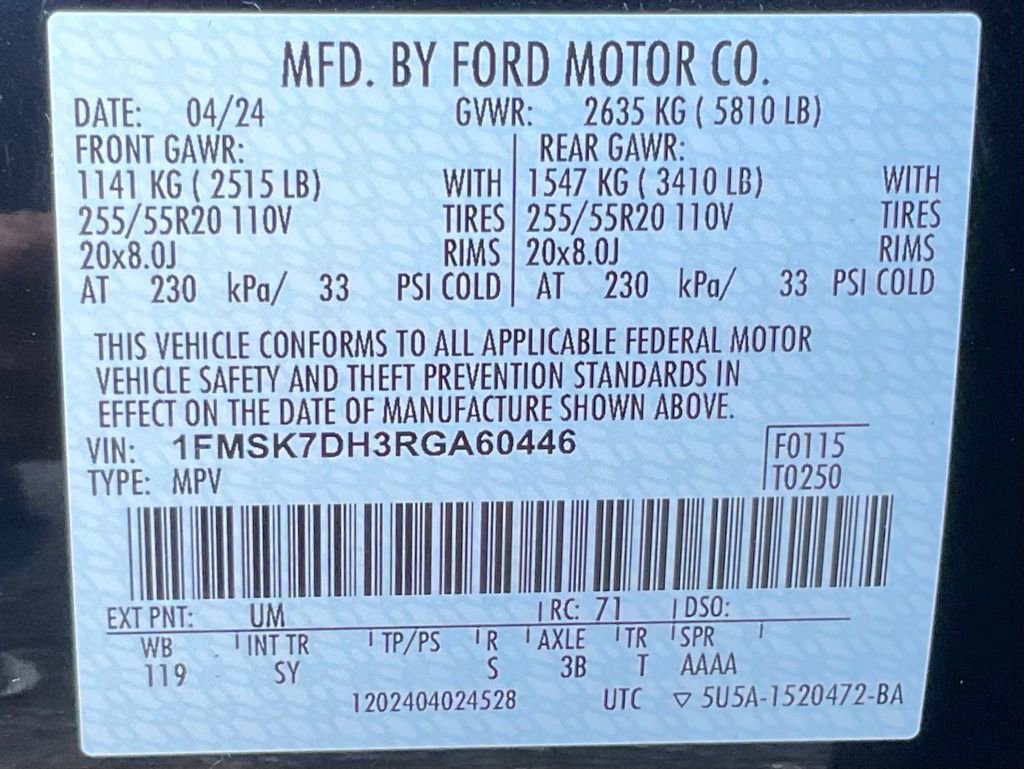 MFD. BY FORD MOTOR CO.
DATE: 04/24 GVWR: 2635 KG ( 5810 LB)
FRONT GAWR: REAR GAWR:
1141 KG ( 2515 LB) WITH 1547 KG ( 3410 LB) WITH
255/55R20 110V TIRES 255/55R20 110V TIRES
20x8.0J RIMS 20x8.0J RIMS
AT 230 kPa/ 33 PSI COLD AT 230 kPa/ 33 PSI COLD
THIS VEHICLE CONFORMS TO ALL APPLICABLE FEDERAL MOTOR
VEHICLE SAFETY AND THEFT PREVENTION STANDARDS IN
EFFECT ON THE DATE OF MANUFACTURE SHOWN ABOVE.
VIN: 1FMSK7DH3RGA60446 F0115
TYPE: MPV T0250
EXT PNT: UM RC: 71 DSO:
WB INT TR TP/PS R AXLE TR SPR
119 SY S 3B T AAAA
1202404024528 UTC ▽ 5U5A-1520472-BA